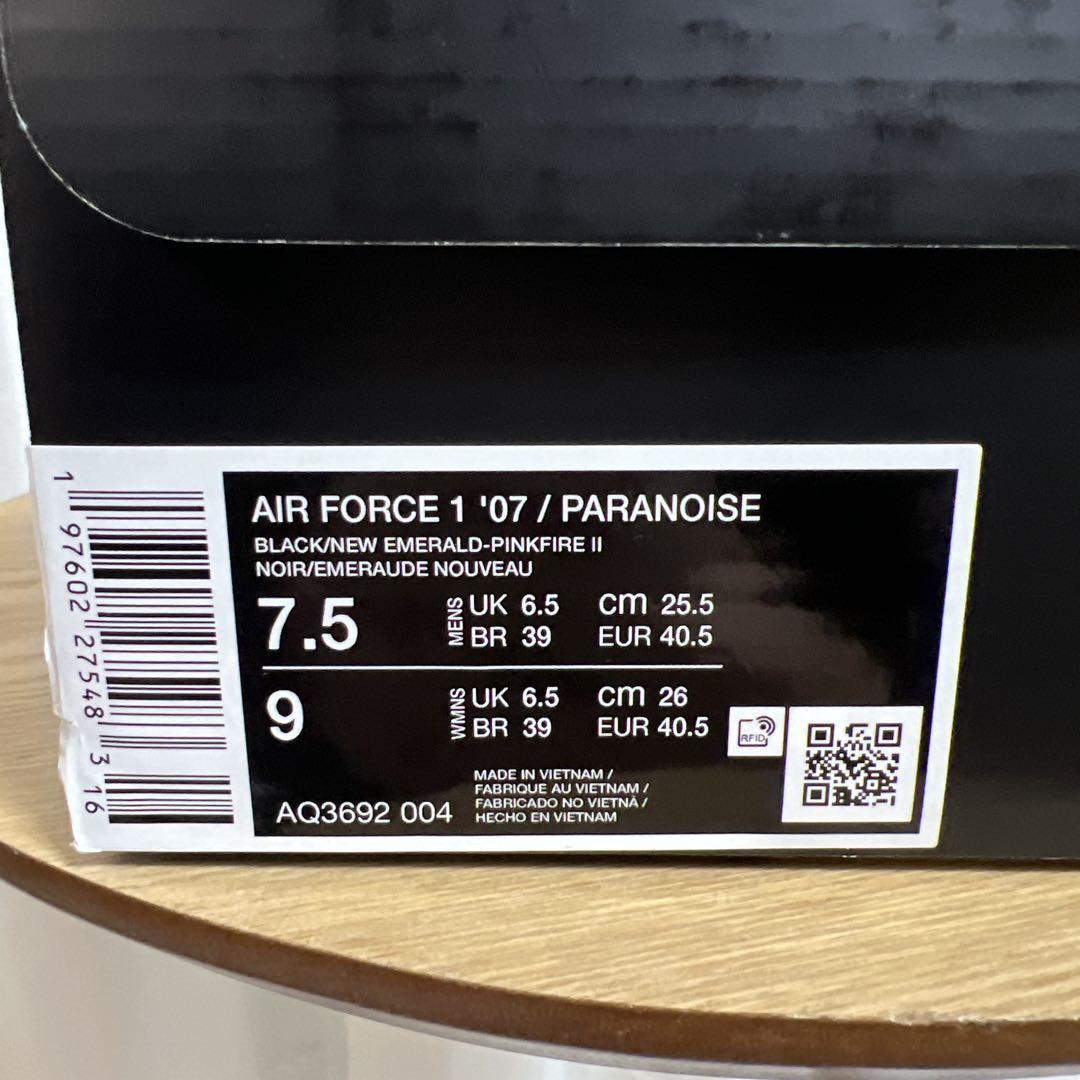 AIR FORCE 1 '07 / PARANOISE
BLACK/NEW EMERALD-PINKFIRE II
NOIR/EMERAUDE NOUVEAU
7.5 MENS UK 6.5 cm 25.5
BR 39 EUR 40.5
9 WMNS UK 6.5 cm 26
BR 39 EUR 40.5
RFID
MADE IN VIETNAM /
FABRIQUE AU VIETNAM /
FABRICADO NO VIETNÃ /
HECHO EN VIETNAM
AQ3692 004
1 97602 27548 3 16